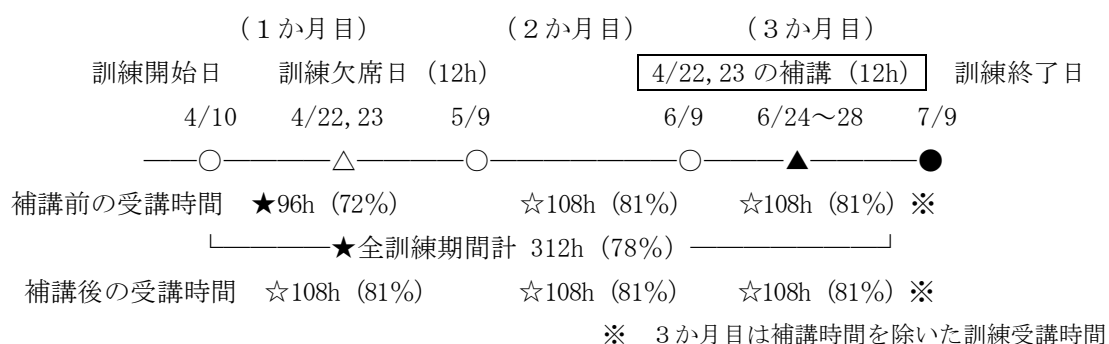 （１か月目）　（２か月目）　（３か月目）
訓練開始日　訓練欠席日（12h）　4/22,23 の補講（12h）　訓練終了日
4/10　4/22,23　5/9　6/9　6/24～28　7/9
――○―――――△―――――○――――――――○―――――▲―――――●
補講前の受講時間　★96h（72%）　☆108h（81%）　☆108h（81%）※
└―――――★全訓練期間計 312h（78%）―――――――――┘
補講後の受講時間　☆108h（81%）　☆108h（81%）　☆108h（81%）※
※　３か月目は補講時間を除いた訓練受講時間